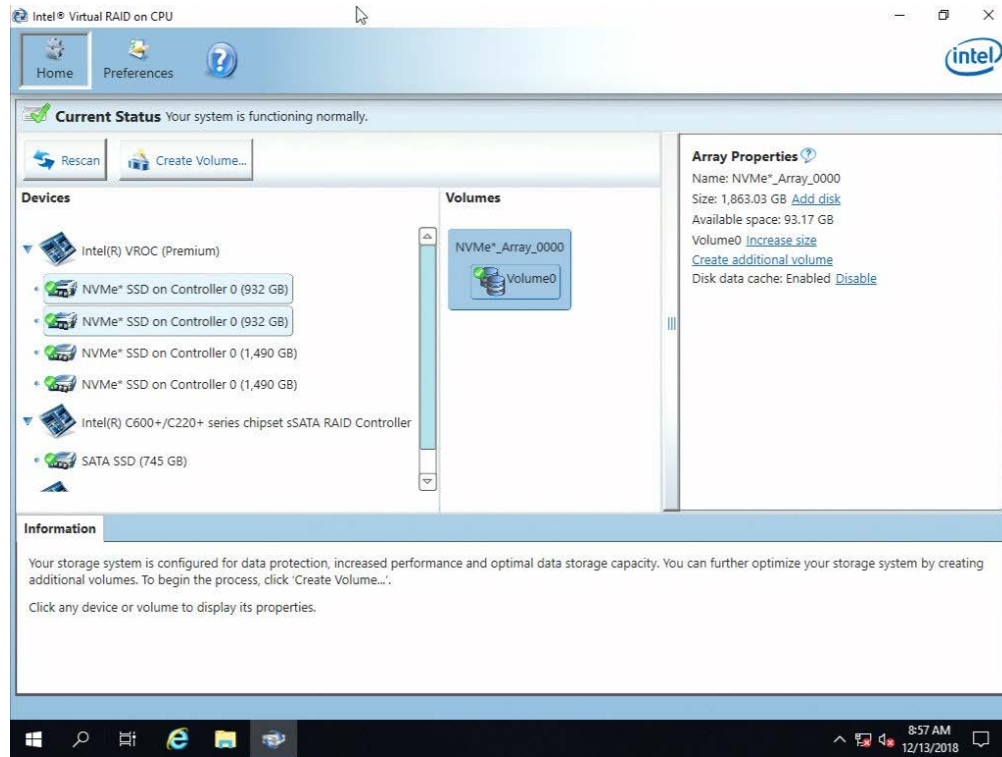 Intel® Virtual RAID on CPU
Home
Preferences
?
intel
Current Status Your system is functioning normally.
Rescan
Create Volume...
Devices
Intel(R) VROC (Premium)
NVMe* SSD on Controller 0 (932 GB)
NVMe* SSD on Controller 0 (932 GB)
NVMe* SSD on Controller 0 (1,490 GB)
NVMe* SSD on Controller 0 (1,490 GB)
Intel(R) C600+/C220+ series chipset sSATA RAID Controller
SATA SSD (745 GB)
Volumes
NVMe*_Array_0000
Volume0
Array Properties ?
Name: NVMe*_Array_0000
Size: 1,863.03 GB Add disk
Available space: 93.17 GB
Volume0 Increase size
Create additional volume
Disk data cache: Enabled Disable
Information
Your storage system is configured for data protection, increased performance and optimal data storage capacity. You can further optimize your storage system by creating
additional volumes. To begin the process, click 'Create Volume...'.
Click any device or volume to display its properties.
8:57 AM
12/13/2018